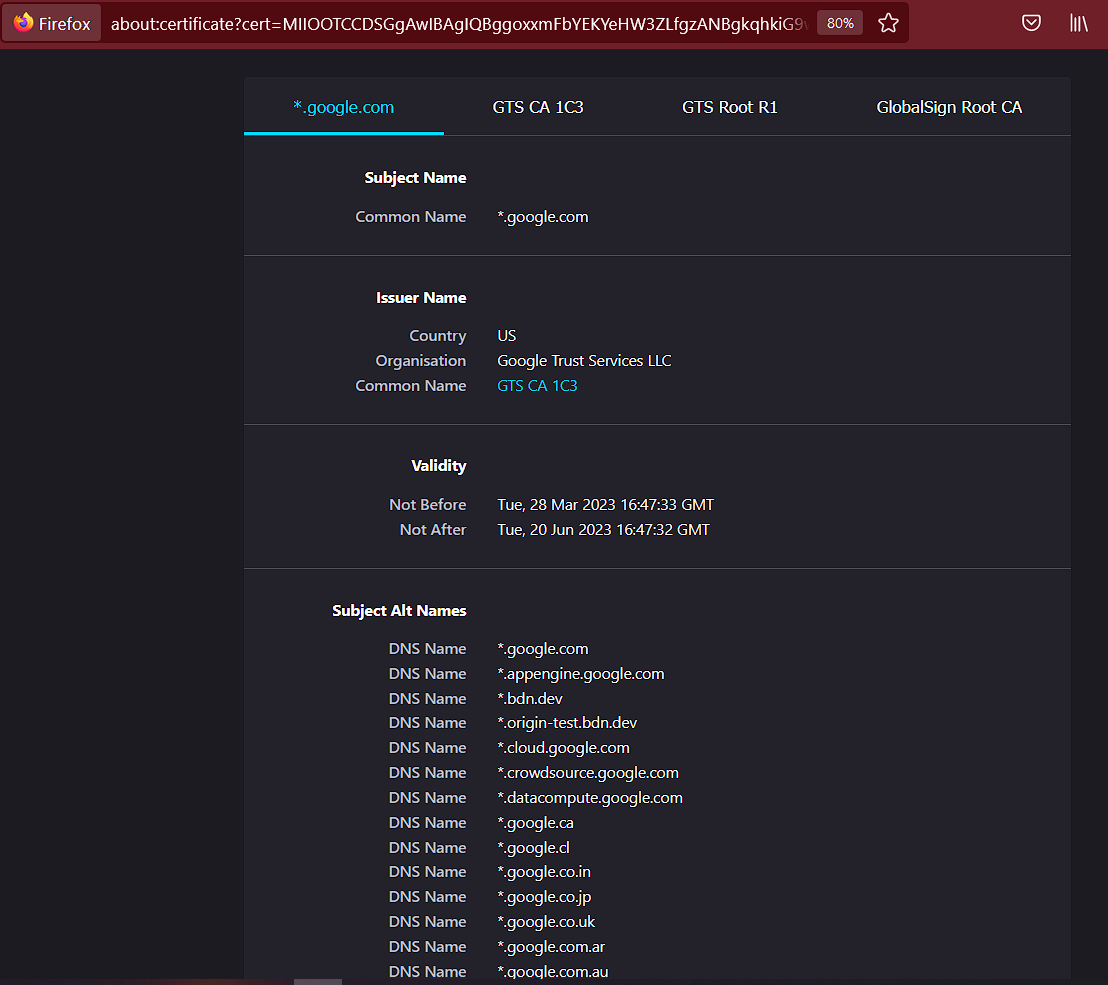 Firefox about:certificate?cert=MIIOOTCCDSGgAwIBAgIQBggoxxmFbYEKYeHW3ZLfgzANBgkqhkiG9w 80%
*.google.com GTS CA 1C3 GTS Root R1 GlobalSign Root CA
Subject Name
Common Name *.google.com
Issuer Name
Country US
Organisation Google Trust Services LLC
Common Name GTS CA 1C3
Validity
Not Before Tue, 28 Mar 2023 16:47:33 GMT
Not After Tue, 20 Jun 2023 16:47:32 GMT
Subject Alt Names
DNS Name *.google.com
DNS Name *.appengine.google.com
DNS Name *.bdn.dev
DNS Name *.origin-test.bdn.dev
DNS Name *.cloud.google.com
DNS Name *.crowdsource.google.com
DNS Name *.datacompute.google.com
DNS Name *.google.ca
DNS Name *.google.cl
DNS Name *.google.co.in
DNS Name *.google.co.jp
DNS Name *.google.co.uk
DNS Name *.google.com.ar
DNS Name *.google.com.au